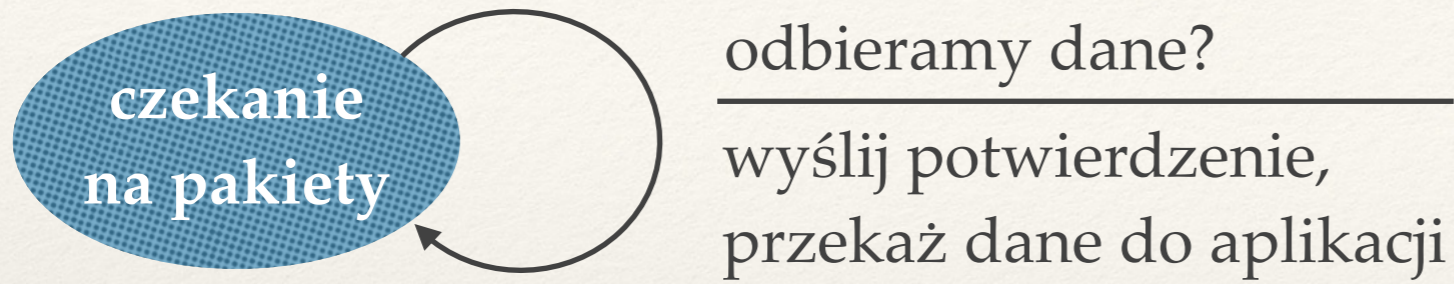 czekanie
na pakiety
odbieramy dane?
wyślij potwierdzenie,
przekaż dane do aplikacji